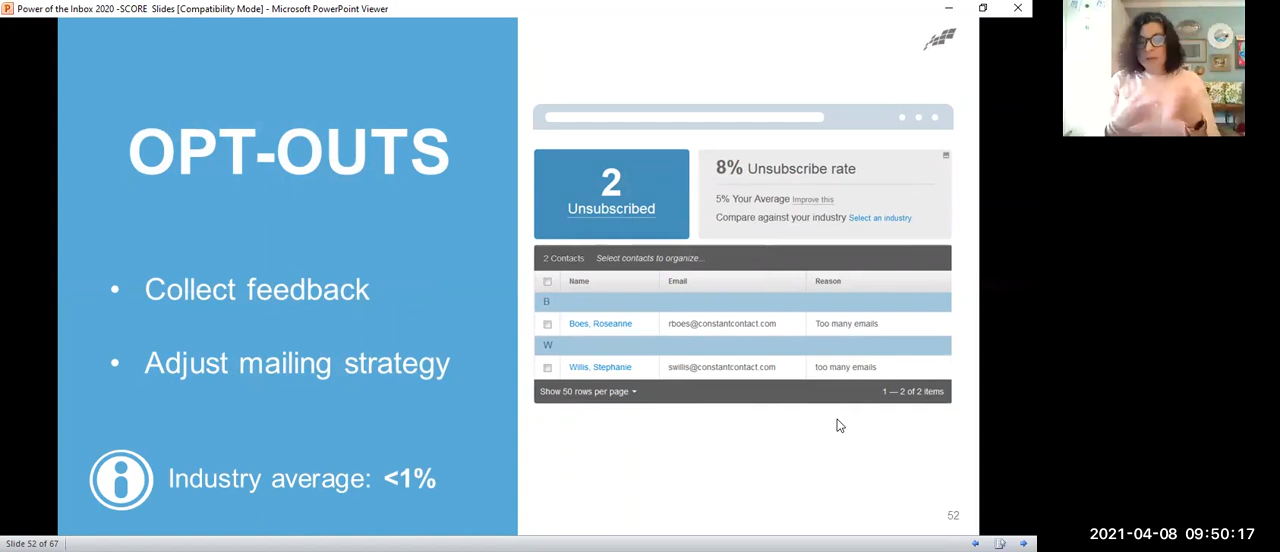 Power of the Inbox 2020 -SCORE Slides [Compatibility Mode] - Microsoft PowerPoint Viewer
OPT-OUTS
• Collect feedback
• Adjust mailing strategy
Industry average: <1%
2
Unsubscribed
8% Unsubscribe rate
5% Your Average Improve this
Compare against your industry Select an industry
2 Contacts Select contacts to organize...
Name Email Reason
B
Boes, Roseanne rboes@constantcontact.com Too many emails
W
Willis, Stephanie swillis@constantcontact.com too many emails
Show 50 rows per page 1 — 2 of 2 items
52
Slide 52 of 67
2021-04-08 09:50:17